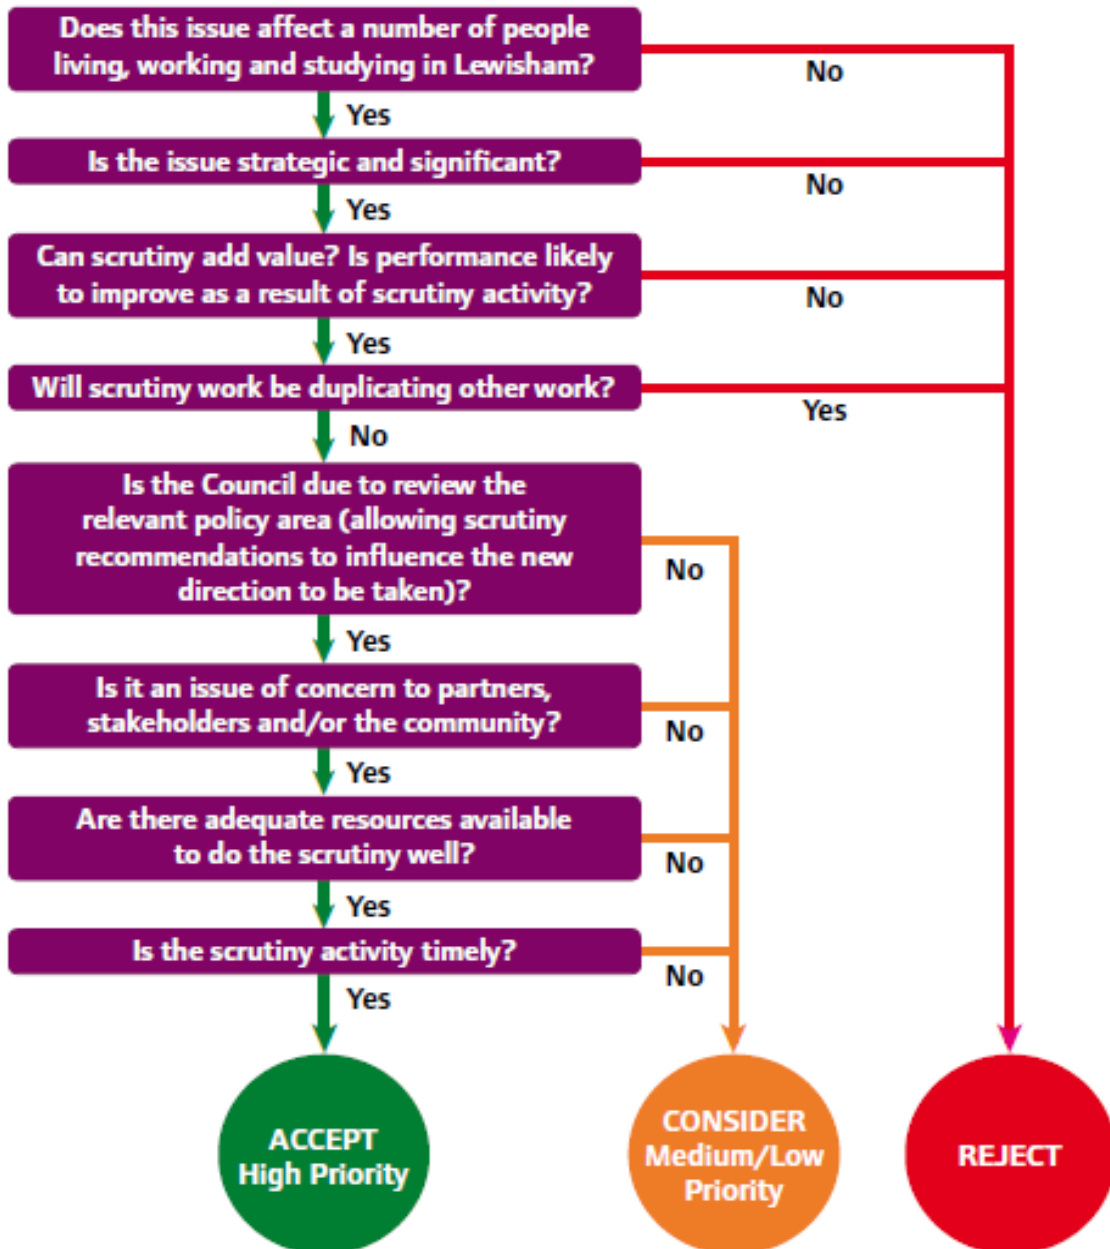 Does this issue affect a number of people
living, working and studying in Lewisham?
No
Yes
Is the issue strategic and significant?
No
Yes
Can scrutiny add value? Is performance likely
to improve as a result of scrutiny activity?
No
Yes
Will scrutiny work be duplicating other work?
Yes
No
Is the Council due to review the
relevant policy area (allowing scrutiny
recommendations to influence the new
direction to be taken)?
No
Yes
Is it an issue of concern to partners,
stakeholders and/or the community?
No
Yes
Are there adequate resources available
to do the scrutiny well?
No
Yes
Is the scrutiny activity timely?
No
Yes
ACCEPT
High Priority
CONSIDER
Medium/Low
Priority
REJECT